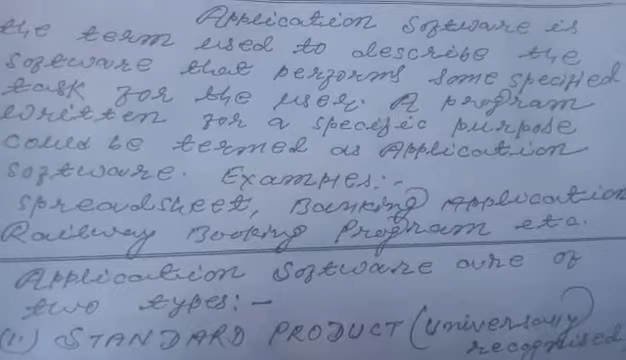 Application Software is
the term used to describe the
software that performs some specified
task for the user. A program
written for a specific purpose
could be termed as Application
software. Examples:-
spreadsheet, Banking Application
Railway Booking Program etc.
Application Software are of
two types:-
(1.) STANDARD PRODUCT (universally
recognised